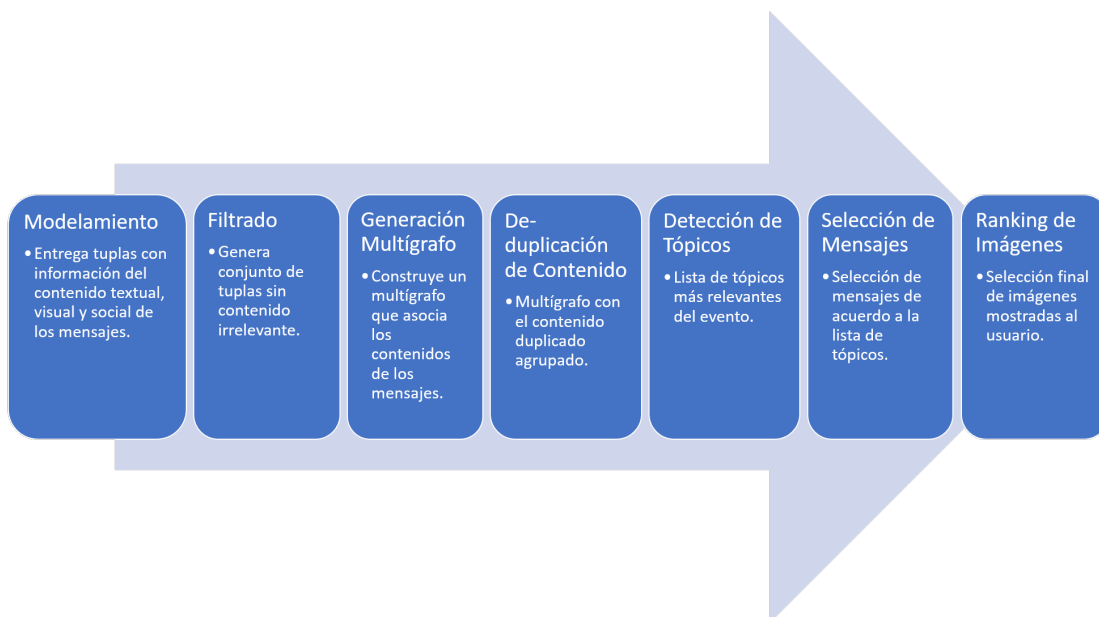 Modelamiento
• Entrega tuplas con
información del
contenido textual,
visual y social de
los mensajes.
Filtrado
• Genera
conjunto de
tuplas sin
contenido
irrelevante.
Generación
Multígrafo
• Construye un
multígrafo
que asocia
los
contenidos
de los
mensajes.
De-
duplicación
de Contenido
• Multígrafo con
el contenido
duplicado
agrupado.
Detección de
Tópicos
• Lista de tópicos
más relevantes
del evento.
Selección de
Mensajes
• Selección de
mensajes de
acuerdo a la
lista de
tópicos.
Ranking de
Imágenes
• Selección final
de imágenes
mostradas al
usuario.